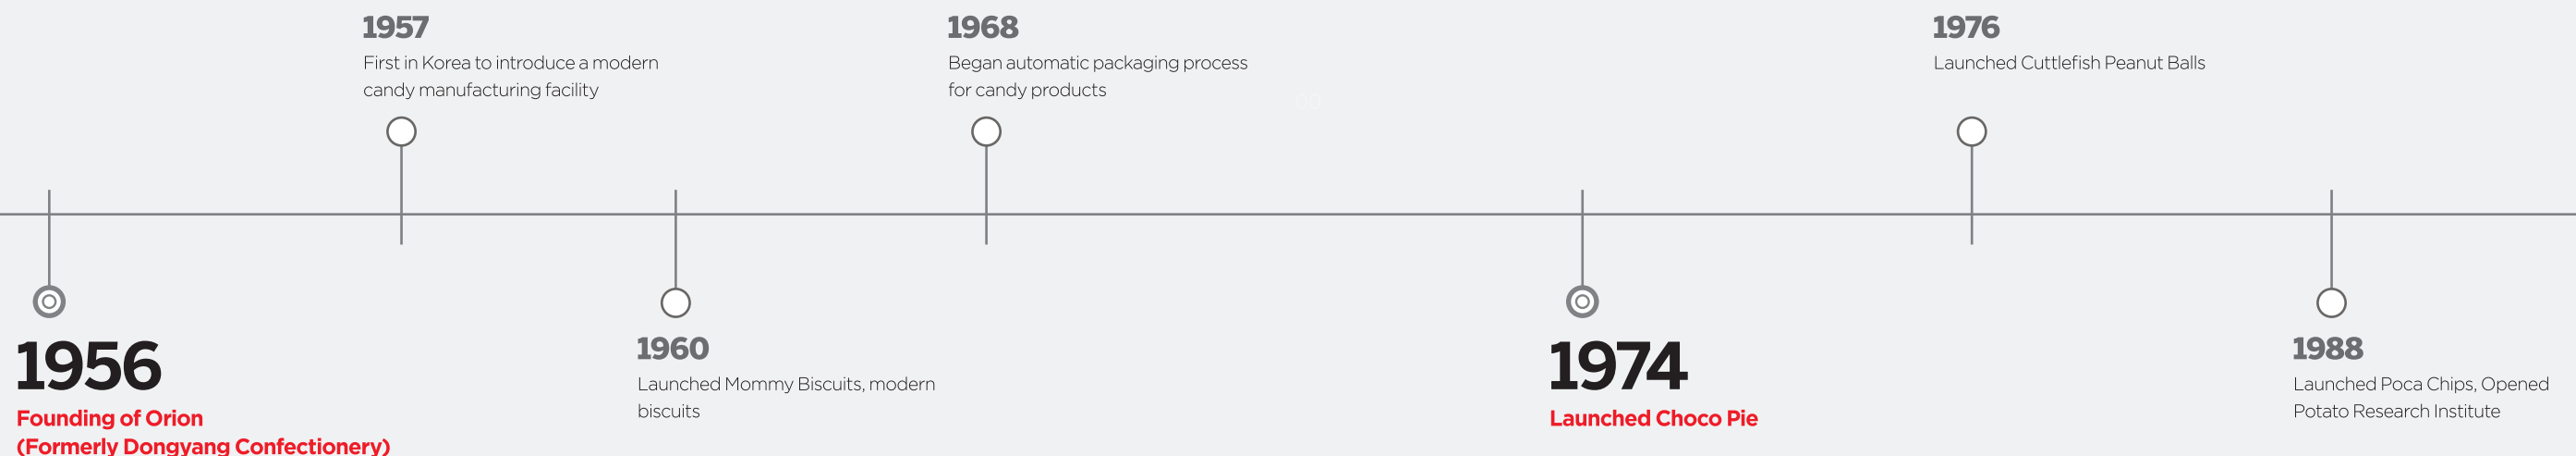 1957
First in Korea to introduce a modern
candy manufacturing facility
1968
Began automatic packaging process
for candy products
00
1976
Launched Cuttlefish Peanut Balls
1956
Founding of Orion
(Formerly Dongyang Confectionery)
1960
Launched Mommy Biscuits, modern
biscuits
1974
Launched Choco Pie
1988
Launched Poca Chips, Opened
Potato Research Institute